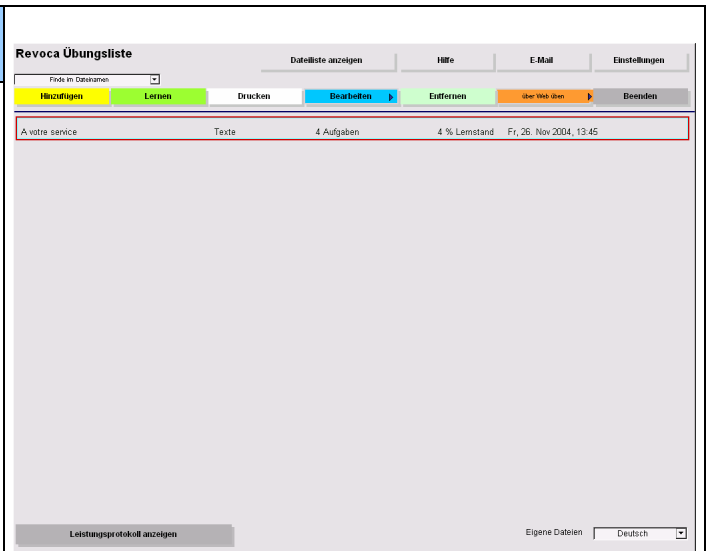 Revoca Übungsliste
Dateiliste anzeigen Hilfe E-Mail Einstellungen
Finde im Dateinamen
Hinzufügen Lernen Drucken Bearbeiten Entfernen über Web üben Beenden
A votre service Texte 4 Aufgaben 4 % Lernstand Fr, 26. Nov 2004, 13:45
Leistungsprotokoll anzeigen Eigene Dateien Deutsch